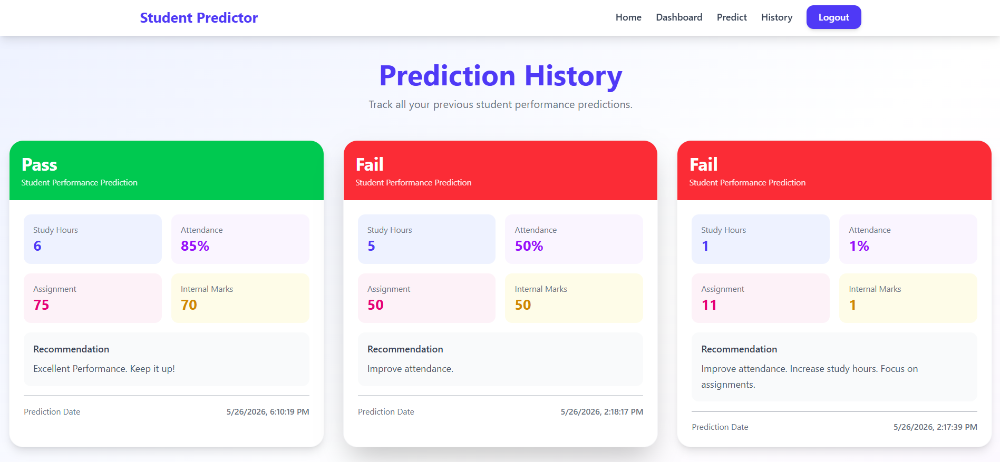 Student Predictor
Home
Dashboard
Predict
History
Logout
Prediction History
Track all your previous student performance predictions.
Pass
Student Performance Prediction
Study Hours
6
Attendance
85%
Assignment
75
Internal Marks
70
Recommendation
Excellent Performance. Keep it up!
Prediction Date
5/26/2026, 6:10:19 PM
Fail
Student Performance Prediction
Study Hours
5
Attendance
50%
Assignment
50
Internal Marks
50
Recommendation
Improve attendance.
Prediction Date
5/26/2026, 2:18:17 PM
Fail
Student Performance Prediction
Study Hours
1
Attendance
1%
Assignment
11
Internal Marks
1
Recommendation
Improve attendance. Increase study hours. Focus on
assignments.
Prediction Date
5/26/2026, 2:17:39 PM